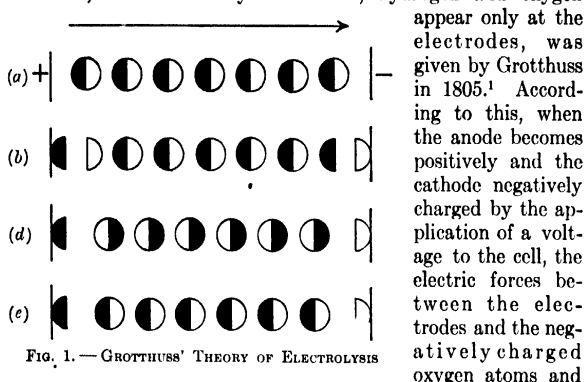 appear only at the
electrodes, was
given by Grotthuss
in 1805.¹ Accord-
ing to this, when
the anode becomes
positively and the
cathode negatively
charged by the ap-
plication of a volt-
age to the cell, the
electric forces be-
tween the elec-
trodes and the neg-
atively charged
oxygen atoms and
(a) + −
(b)
(d)
(e)
Fig. 1. — Grotthuss' Theory of Electrolysis